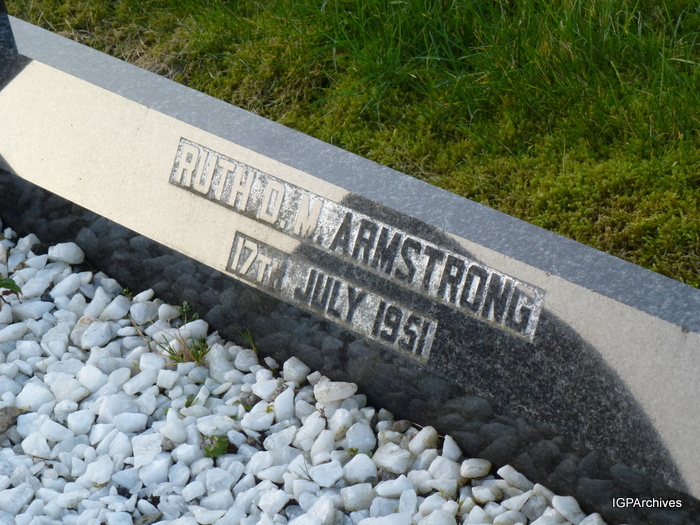 RUTH D. M. ARMSTRONG
17TH JULY 1951
IGPArchives